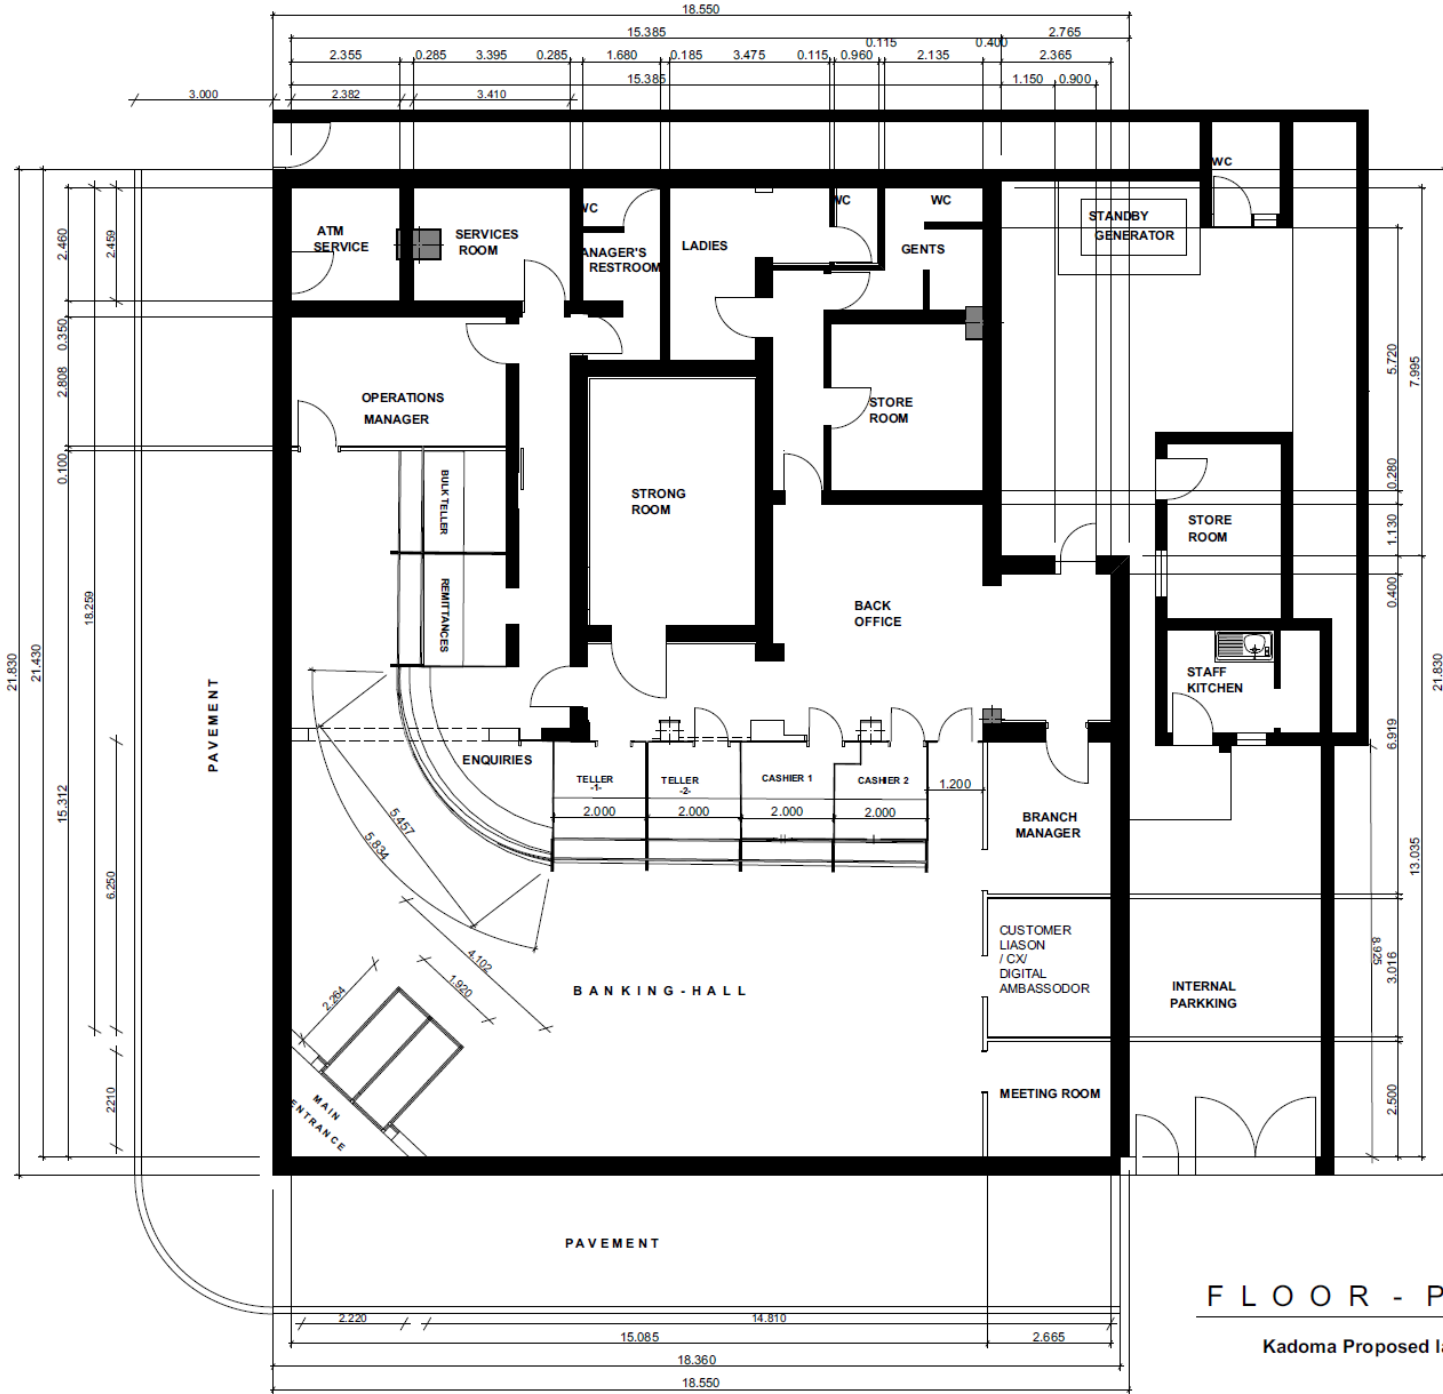 18.550
15.385
2.765
0.115
0.400
2.355
0.285
3.395
0.285
1.680
0.185
3.475
0.115
0.960
2.135
2.365
15.385
1.150
0.900
3.000
2.382
3.410
WC
ATM
SERVICE
SERVICES
ROOM
WC
ANAGER'S
RESTROOM
LADIES
WC
WC
GENTS
STANDBY
GENERATOR
2.460
2.459
0.350
2.808
0.100
OPERATIONS
MANAGER
STORE
ROOM
5.720
7.995
BULK TELLER
STRONG
ROOM
STORE
ROOM
0.280
1.130
0.400
REMITTANCES
BACK
OFFICE
18.259
21.830
21.430
PAVEMENT
STAFF
KITCHEN
21.830
6.919
ENQUIRIES
TELLER
-1-
TELLER
-2-
CASHIER 1
CASHIER 2
1.200
2.000
2.000
2.000
2.000
BRANCH
MANAGER
15.312
6.250
5.457
5.834
13.035
4.102
1.920
2.264
BANKING-HALL
CUSTOMER
LIASON
/ CX/
DIGITAL
AMBASSODOR
INTERNAL
PARKKING
8.925
3.016
2210
MAIN
ENTRANCE
MEETING ROOM
2.500
PAVEMENT
FLOOR-P
2.220
14.810
15.085
2.665
Kadoma Proposed la
18.360
18.550